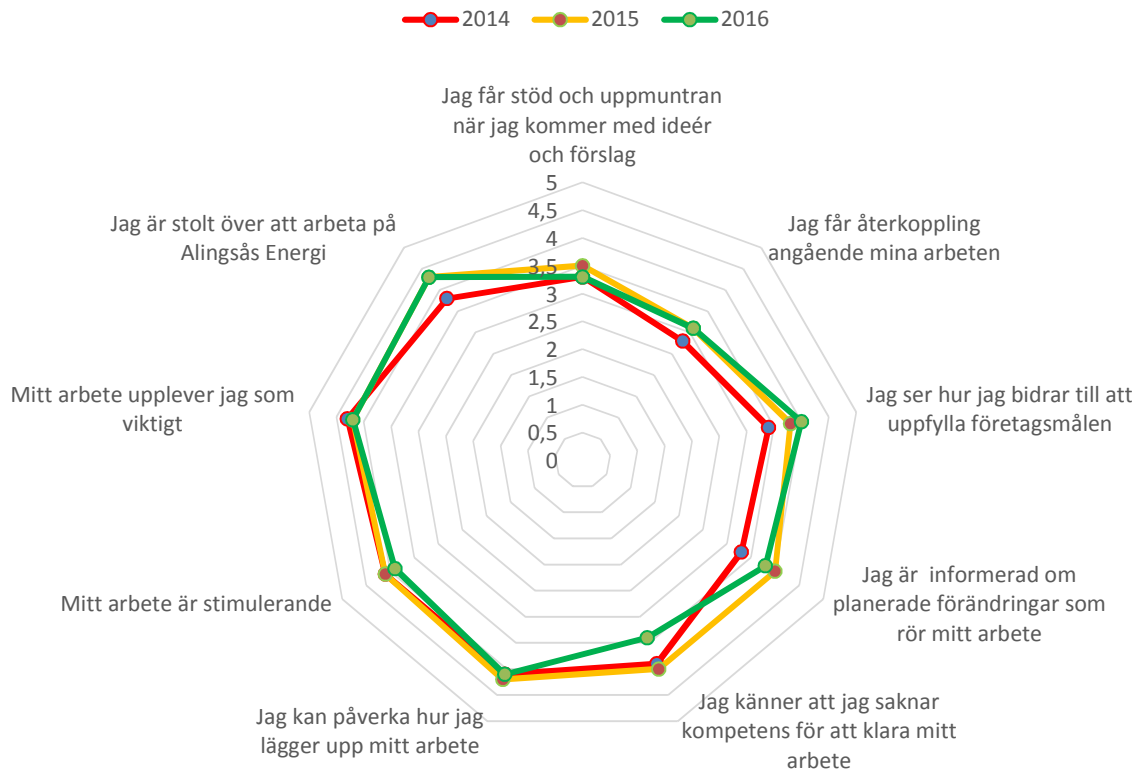 2014 2015 2016
Jag får stöd och uppmuntran
när jag kommer med ideér
och förslag
Jag får återkoppling
angående mina arbeten
Jag ser hur jag bidrar till att
uppfylla företagsmålen
Jag är  informerad om
planerade förändringar som
rör mitt arbete
Jag känner att jag saknar
kompetens för att klara mitt
arbete
Jag kan påverka hur jag
lägger upp mitt arbete
Mitt arbete är stimulerande
Mitt arbete upplever jag som
viktigt
Jag är stolt över att arbeta på
Alingsås Energi
5
4,5
4
3,5
3
2,5
2
1,5
1
0,5
0